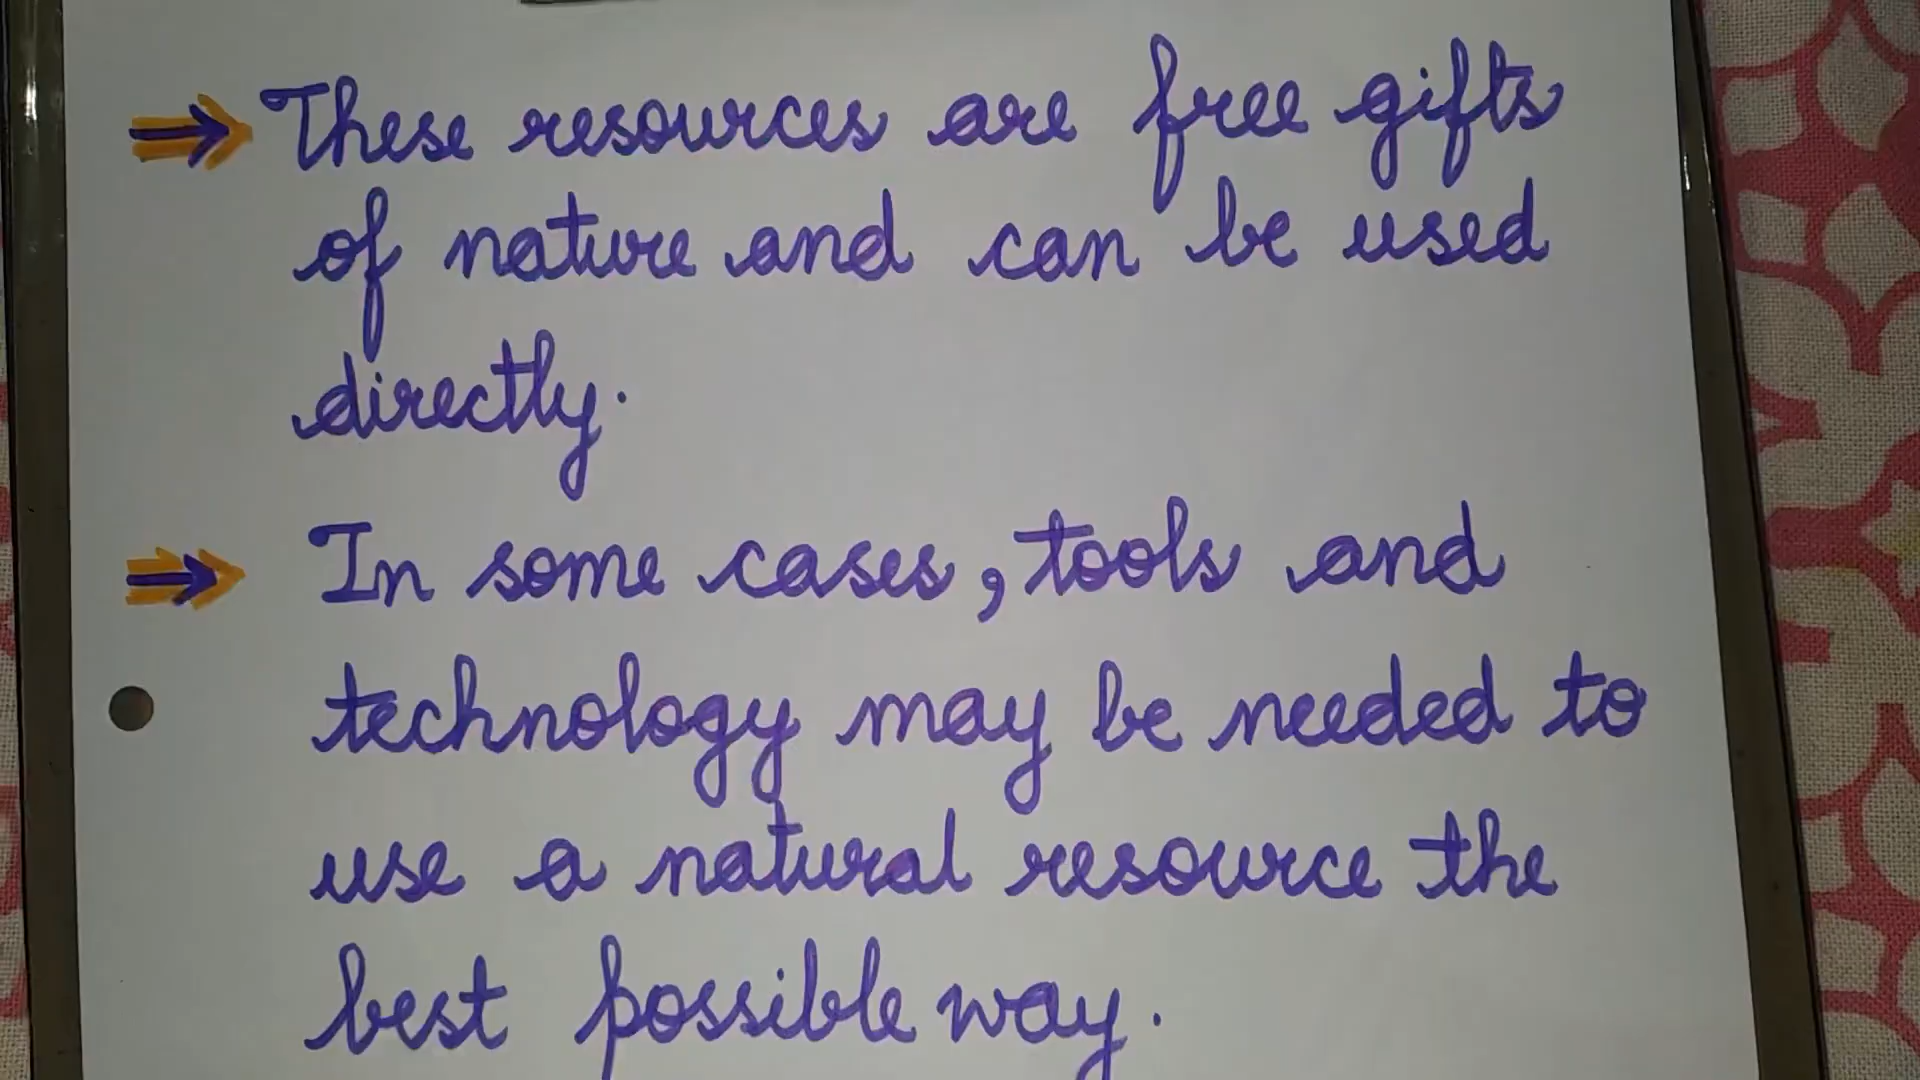 These resources are free gifts
of nature and can be used
directly.
In some cases, tools and
technology may be needed to
use a natural resource the
best possible way.